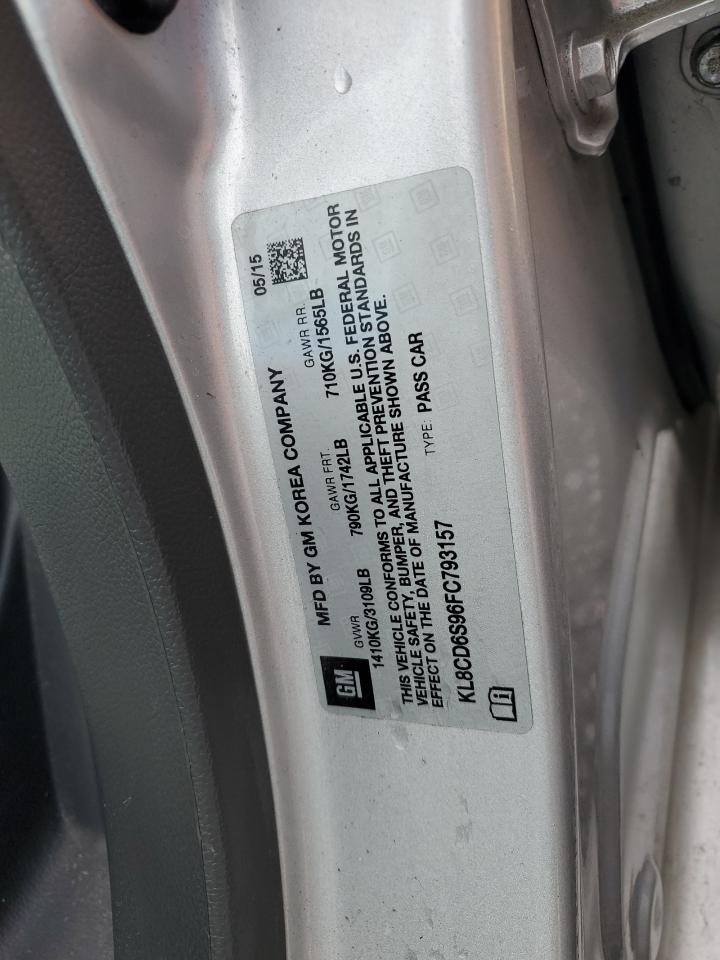 MFD BY GM KOREA COMPANY 05/15
GM
GVWR GAWR FRT. GAWR RR.
1410KG/3109LB 790KG/1742LB 710KG/1565LB
THIS VEHICLE CONFORMS TO ALL APPLICABLE U.S. FEDERAL MOTOR
VEHICLE SAFETY, BUMPER, AND THEFT PREVENTION STANDARDS IN
EFFECT ON THE DATE OF MANUFACTURE SHOWN ABOVE.
TYPE: PASS CAR
KL8CD6S96FC793157